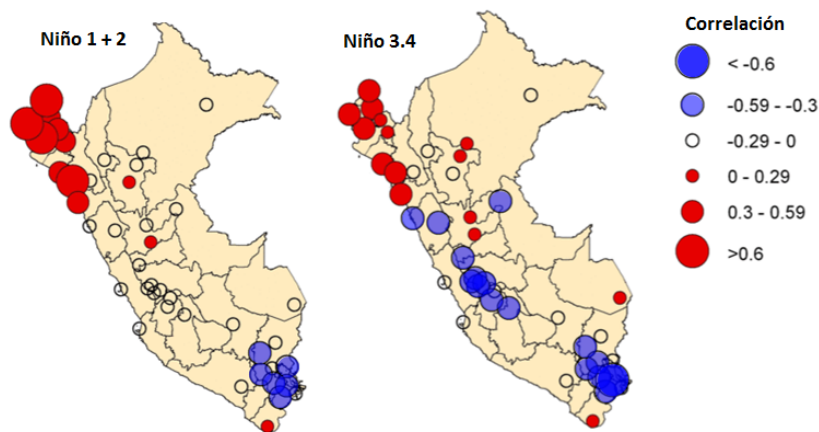 Niño 1 + 2
Niño 3.4
Correlación
< -0.6
-0.59 - -0.3
-0.29 - 0
0 - 0.29
0.3 - 0.59
>0.6